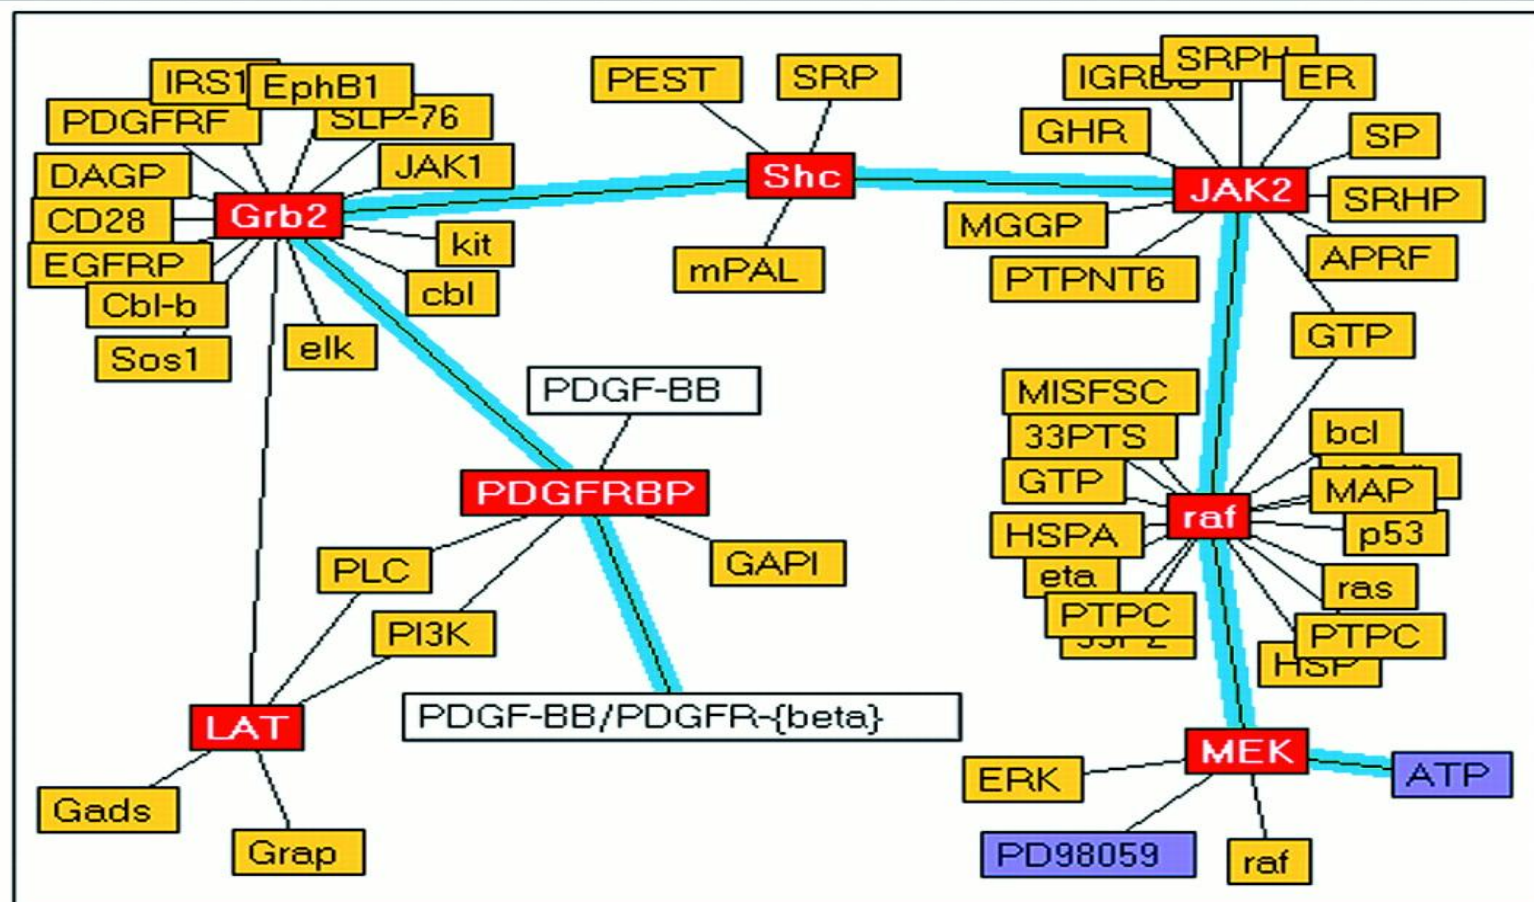 IRS1
EphB1
PDGFRF
SLP-76
DAGP
JAK1
CD28
Grb2
EGFRP
kit
Cbl-b
cbl
Sos1
elk
PEST
SRP
Shc
mPAL
SRPH
ER
GHR
SP
JAK2
SRHP
MGGP
APRF
PTPNT6
GTP
PDGF-BB
PDGFRBP
PLC
GAPI
PI3K
PDGF-BB/PDGFR-{beta}
LAT
Gads
Grap
MISFSC
33PTS
bcl
GTP
MAP
raf
HSPA
p53
eta
ras
PTPC
PTPC
HSP
MEK
ERK
ATP
PD98059
raf